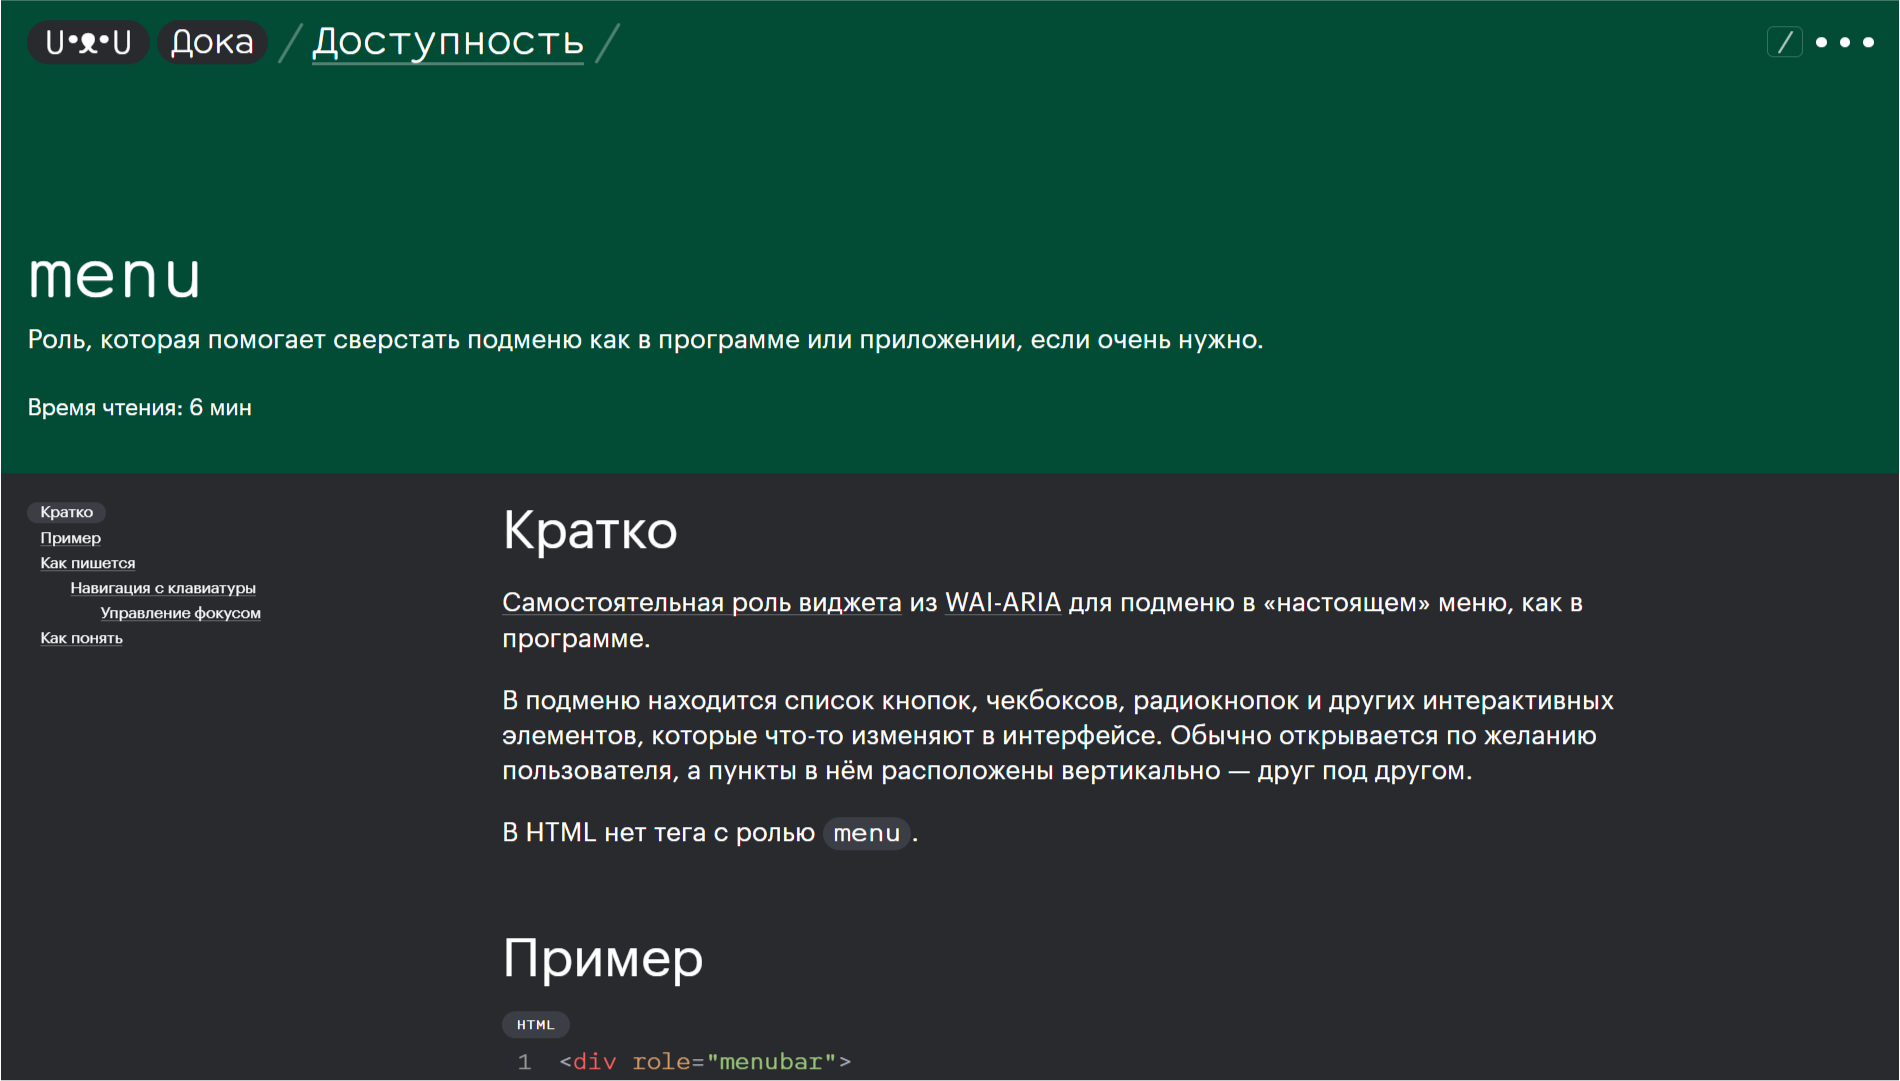 U•ᴥ•U Дока / Доступность / /
menu
Роль, которая помогает сверстать подменю как в программе или приложении, если очень нужно.
Время чтения: 6 мин
Кратко
Пример
Как пишется
Навигация с клавиатуры
Управление фокусом
Как понять
Кратко
Самостоятельная роль виджета из WAI-ARIA для подменю в «настоящем» меню, как в
программе.
В подменю находится список кнопок, чекбоксов, радиокнопок и других интерактивных
элементов, которые что-то изменяют в интерфейсе. Обычно открывается по желанию
пользователя, а пункты в нём расположены вертикально — друг под другом.
В HTML нет тега с ролью menu.
Пример
HTML
1 <div role="menubar">